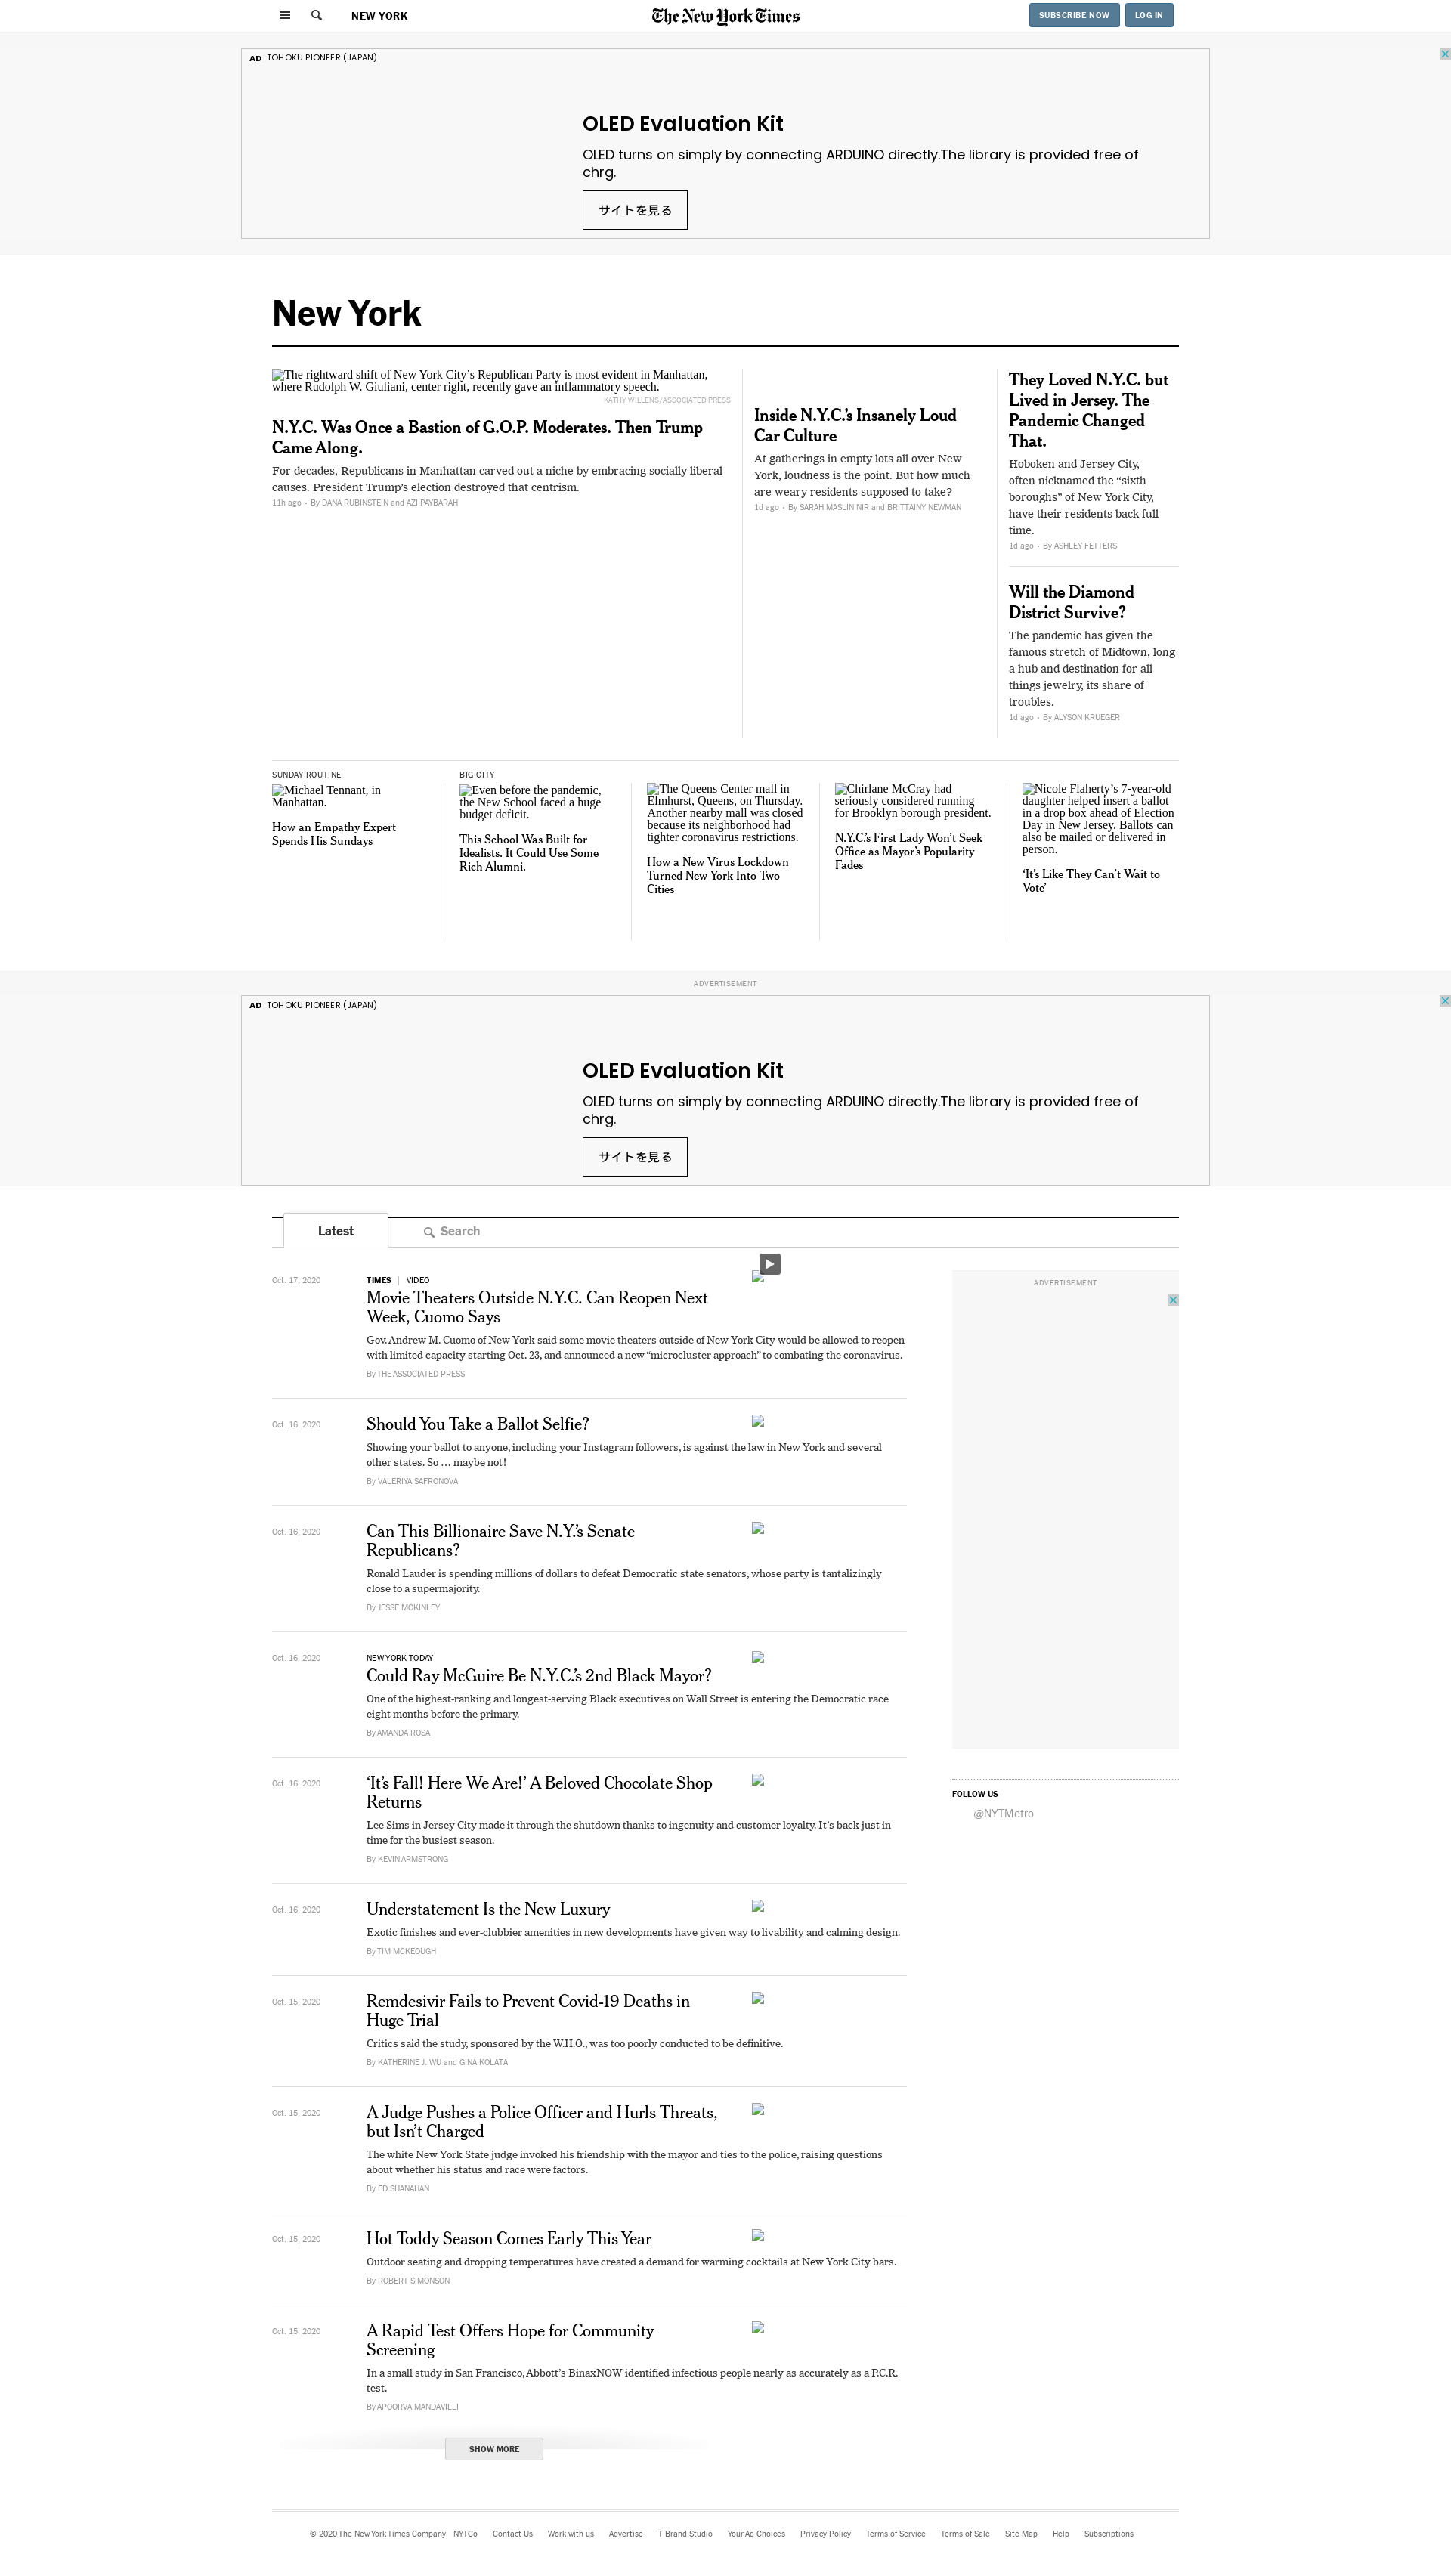 NEW YORK
The New York Times
SUBSCRIBE NOW
LOG IN
AD TOHOKU PIONEER (JAPAN)
OLED Evaluation Kit
OLED turns on simply by connecting ARDUINO directly.The library is provided free of
chrg.
サイトを見る
New York
The rightward shift of New York City’s Republican Party is most evident in Manhattan,
where Rudolph W. Giuliani, center right, recently gave an inflammatory speech.
KATHY WILLENS/ASSOCIATED PRESS
N.Y.C. Was Once a Bastion of G.O.P. Moderates. Then Trump
Came Along.
For decades, Republicans in Manhattan carved out a niche by embracing socially liberal
causes. President Trump’s election destroyed that centrism.
11h ago • By DANA RUBINSTEIN and AZI PAYBARAH
Inside N.Y.C.’s Insanely Loud
Car Culture
At gatherings in empty lots all over New
York, loudness is the point. But how much
are weary residents supposed to take?
1d ago • By SARAH MASLIN NIR and BRITTAINY NEWMAN
They Loved N.Y.C. but
Lived in Jersey. The
Pandemic Changed
That.
Hoboken and Jersey City,
often nicknamed the “sixth
boroughs” of New York City,
have their residents back full
time.
1d ago • By ASHLEY FETTERS
Will the Diamond
District Survive?
The pandemic has given the
famous stretch of Midtown, long
a hub and destination for all
things jewelry, its share of
troubles.
1d ago • By ALYSON KRUEGER
SUNDAY ROUTINE
Michael Tennant, in
Manhattan.
How an Empathy Expert
Spends His Sundays
BIG CITY
Even before the pandemic,
the New School faced a huge
budget deficit.
This School Was Built for
Idealists. It Could Use Some
Rich Alumni.
The Queens Center mall in
Elmhurst, Queens, on Thursday.
Another nearby mall was closed
because its neighborhood had
tighter coronavirus restrictions.
How a New Virus Lockdown
Turned New York Into Two
Cities
Chirlane McCray had
seriously considered running
for Brooklyn borough president.
N.Y.C.’s First Lady Won’t Seek
Office as Mayor’s Popularity
Fades
Nicole Flaherty’s 7-year-old
daughter helped insert a ballot
in a drop box ahead of Election
Day in New Jersey. Ballots can
also be mailed or delivered in
person.
‘It’s Like They Can’t Wait to
Vote’
ADVERTISEMENT
AD TOHOKU PIONEER (JAPAN)
OLED Evaluation Kit
OLED turns on simply by connecting ARDUINO directly.The library is provided free of
chrg.
サイトを見る
Latest
Search
Oct. 17, 2020
TIMES | VIDEO
Movie Theaters Outside N.Y.C. Can Reopen Next
Week, Cuomo Says
Gov. Andrew M. Cuomo of New York said some movie theaters outside of New York City would be allowed to reopen
with limited capacity starting Oct. 23, and announced a new “microcluster approach” to combating the coronavirus.
By THE ASSOCIATED PRESS
Oct. 16, 2020
Should You Take a Ballot Selfie?
Showing your ballot to anyone, including your Instagram followers, is against the law in New York and several
other states. So … maybe not!
By VALERIYA SAFRONOVA
Oct. 16, 2020
Can This Billionaire Save N.Y.’s Senate
Republicans?
Ronald Lauder is spending millions of dollars to defeat Democratic state senators, whose party is tantalizingly
close to a supermajority.
By JESSE MCKINLEY
Oct. 16, 2020
NEW YORK TODAY
Could Ray McGuire Be N.Y.C.’s 2nd Black Mayor?
One of the highest-ranking and longest-serving Black executives on Wall Street is entering the Democratic race
eight months before the primary.
By AMANDA ROSA
Oct. 16, 2020
‘It’s Fall! Here We Are!’ A Beloved Chocolate Shop
Returns
Lee Sims in Jersey City made it through the shutdown thanks to ingenuity and customer loyalty. It’s back just in
time for the busiest season.
By KEVIN ARMSTRONG
Oct. 16, 2020
Understatement Is the New Luxury
Exotic finishes and ever-clubbier amenities in new developments have given way to livability and calming design.
By TIM MCKEOUGH
Oct. 15, 2020
Remdesivir Fails to Prevent Covid-19 Deaths in
Huge Trial
Critics said the study, sponsored by the W.H.O., was too poorly conducted to be definitive.
By KATHERINE J. WU and GINA KOLATA
Oct. 15, 2020
A Judge Pushes a Police Officer and Hurls Threats,
but Isn’t Charged
The white New York State judge invoked his friendship with the mayor and ties to the police, raising questions
about whether his status and race were factors.
By ED SHANAHAN
Oct. 15, 2020
Hot Toddy Season Comes Early This Year
Outdoor seating and dropping temperatures have created a demand for warming cocktails at New York City bars.
By ROBERT SIMONSON
Oct. 15, 2020
A Rapid Test Offers Hope for Community
Screening
In a small study in San Francisco, Abbott’s BinaxNOW identified infectious people nearly as accurately as a P.C.R.
test.
By APOORVA MANDAVILLI
SHOW MORE
ADVERTISEMENT
FOLLOW US
@NYTMetro
© 2020 The New York Times Company NYTCo Contact Us Work with us Advertise T Brand Studio Your Ad Choices Privacy Policy Terms of Service Terms of Sale Site Map Help Subscriptions